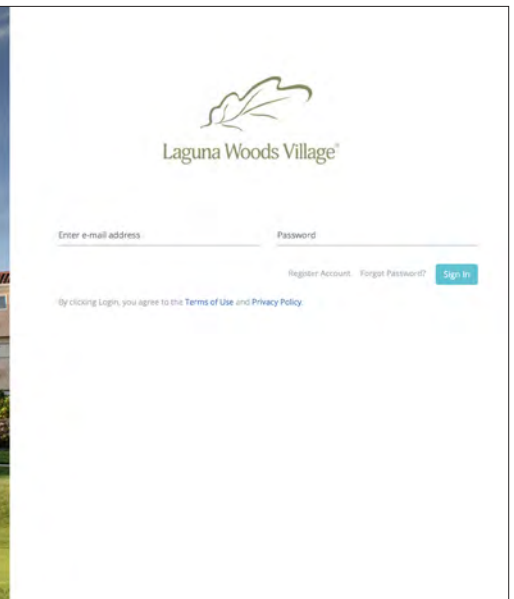 Laguna Woods Village®
Enter e-mail address Password
Register Account Forgot Password? Sign In
By clicking Login, you agree to the Terms of Use and Privacy Policy.